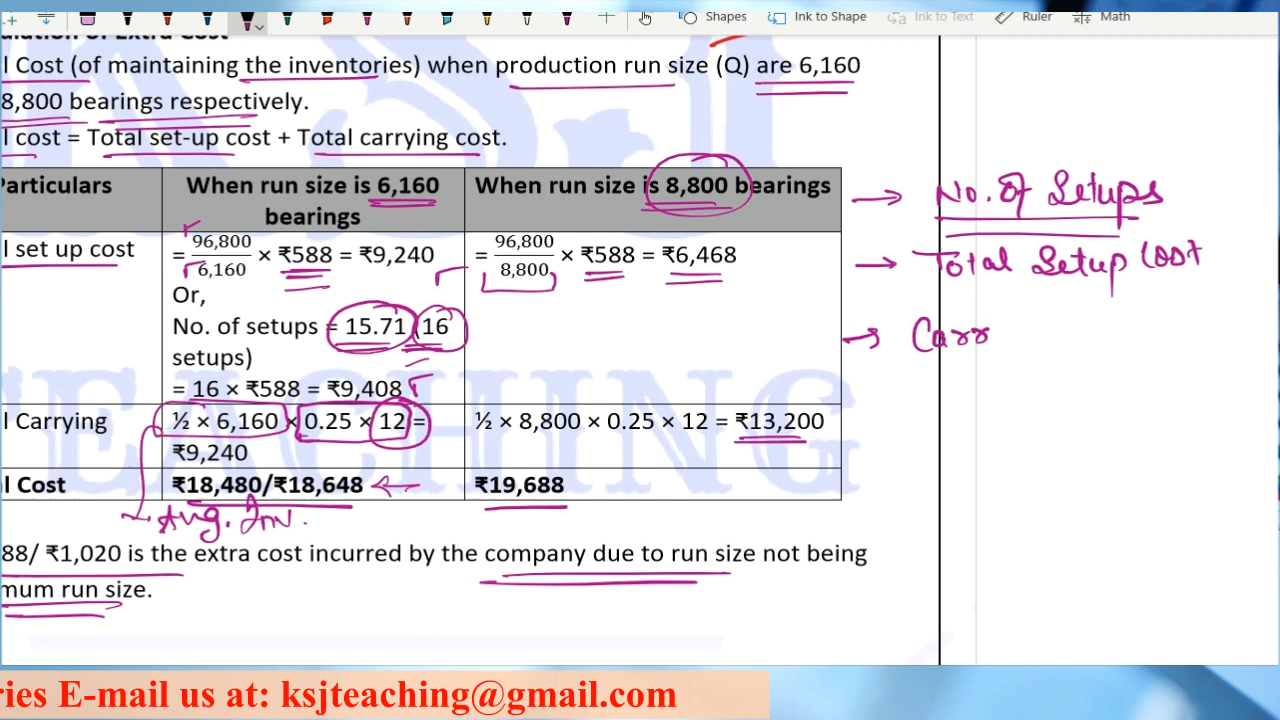 Shapes Ink to Shape Ink to Text Ruler Math
l Cost (of maintaining the inventories) when production run size (Q) are 6,160
8,800 bearings respectively.
l cost = Total set-up cost + Total carrying cost.
Particulars When run size is 6,160 bearings When run size is 8,800 bearings
l set up cost = 96,800/6,160 × ₹588 = ₹9,240 = 96,800/8,800 × ₹588 = ₹6,468
Or,
No. of setups = 15.71 (16
setups)
= 16 × ₹588 = ₹9,408
l Carrying ½ × 6,160 × 0.25 × 12 = ½ × 8,800 × 0.25 × 12 = ₹13,200
₹9,240
l Cost ₹18,480/₹18,648 ₹19,688
Avg. Inv.
88/ ₹1,020 is the extra cost incurred by the company due to run size not being
mum run size.
→ No. Of Setups
→ Total Setup Cost
→ Carr
ries E-mail us at: ksjteaching@gmail.com